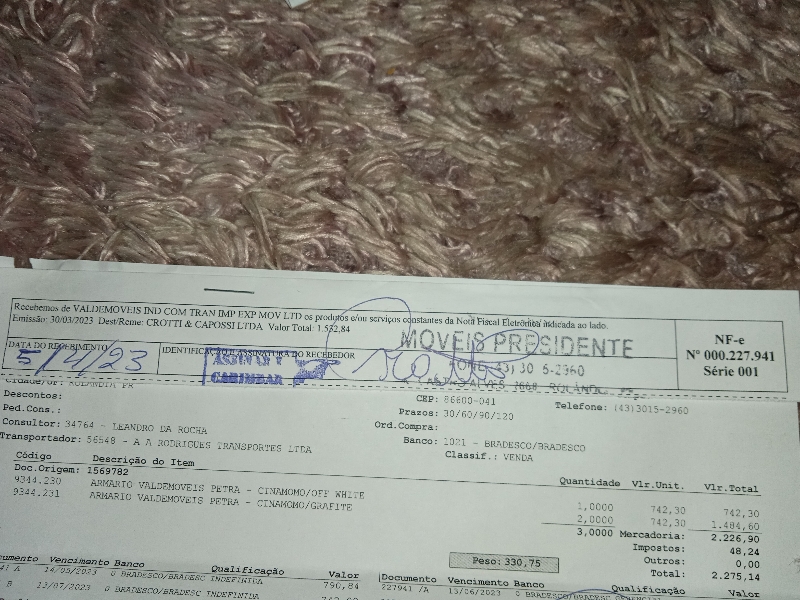 Recebemos de VALDEMOVEIS IND COM TRAN IMP EXP MOV LTD os produtos e/ou serviços constantes da Nota Fiscal Eletrônica indicada ao lado.
Emissão: 30/03/2023 Dest/Reme: CROTTI & CAPOSSI LTDA Valor Total: 1.532,84
NF-e
Nº 000.227.941
Série 001
MOVEIS PRESIDENTE
DATA DO RECEBIMENTO
5/4/23
IDENTIFICAÇÃO E ASSINATURA DO RECEBEDOR
ASSINAR E
CARIMBAR
ROLANDIA PR
CEP: 86600-041
Telefone: (43)3015-2960
Descontos:
Prazos: 30/60/90/120
Ped.Cons.:
Ord.Compra:
Consultor: 34764 - LEANDRO DA ROCHA
Banco: 1021 - BRADESCO/BRADESCO
Transportador: 56548 - A A RODRIGUES TRANSPORTES LTDA
Classif.: VENDA
Código Descrição do Item Quantidade Vlr.Unit. Vlr.Total
Doc.Origem: 1569782
9344.230 ARMARIO VALDEMOVEIS PETRA - CINAMOMO/OFF WHITE 1,0000 742,30 742,30
9344.231 ARMARIO VALDEMOVEIS PETRA - CINAMOMO/GRAFITE 2,0000 742,30 1.484,60
3,0000 Mercadoria: 2.226,90
Impostos: 48,24
Peso: 330,75
Outros: 0,00
Total: 2.275,14
Vencimento Banco Qualificação Valor Documento Vencimento Banco Qualificação Valor
A 14/05/2023 0 BRADESCO/BRADESC INDEFINIDA 790,84 227941 /A 13/06/2023 0 BRADESCO/BRADESC
B 13/07/2023 0 BRADESCO/BRADESC INDEFINIDA